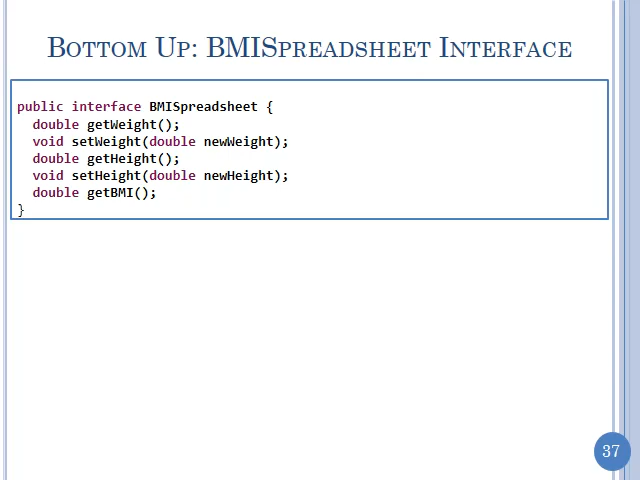 BOTTOM UP: BMISPREADSHEET INTERFACE
public interface BMISpreadsheet {
  double getWeight();
  void setWeight(double newWeight);
  double getHeight();
  void setHeight(double newHeight);
  double getBMI();
}
37